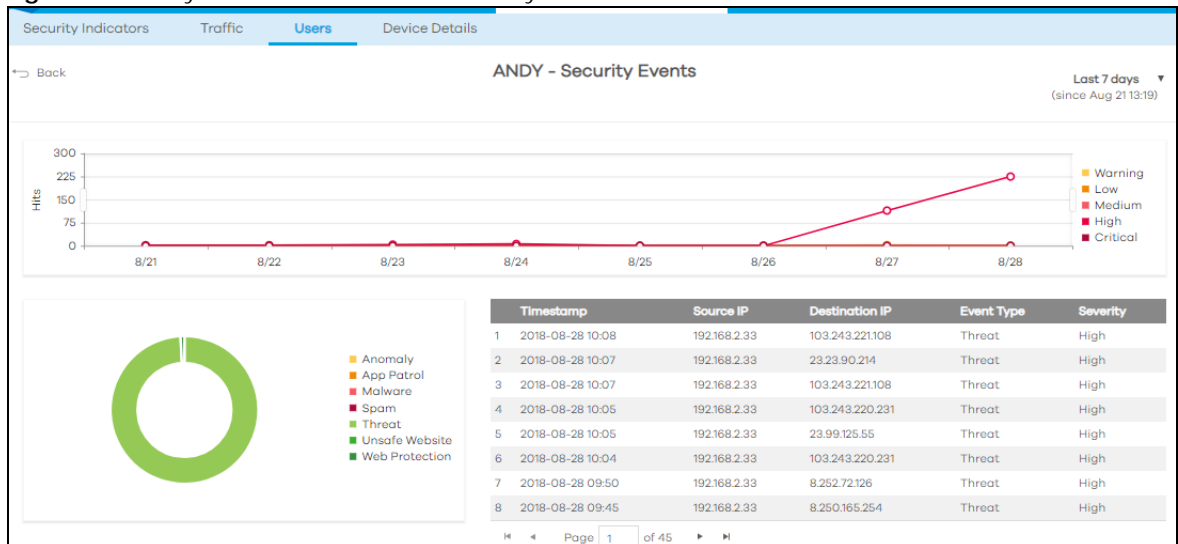 Security Indicators Traffic Users Device Details
Back
ANDY - Security Events
Last 7 days
(since Aug 21 13:19)
Hits
300
225
150
75
0
8/21 8/22 8/23 8/24 8/25 8/26 8/27 8/28
Warning
Low
Medium
High
Critical
Anomaly
App Patrol
Malware
Spam
Threat
Unsafe Website
Web Protection
Timestamp Source IP Destination IP Event Type Severity
1 2018-08-28 10:08 192.168.2.33 103.243.221.108 Threat High
2 2018-08-28 10:07 192.168.2.33 23.23.90.214 Threat High
3 2018-08-28 10:07 192.168.2.33 103.243.221.108 Threat High
4 2018-08-28 10:05 192.168.2.33 103.243.220.231 Threat High
5 2018-08-28 10:05 192.168.2.33 23.99.125.55 Threat High
6 2018-08-28 10:04 192.168.2.33 103.243.220.231 Threat High
7 2018-08-28 09:50 192.168.2.33 8.252.72.126 Threat High
8 2018-08-28 09:45 192.168.2.33 8.250.165.254 Threat High
Page 1 of 45